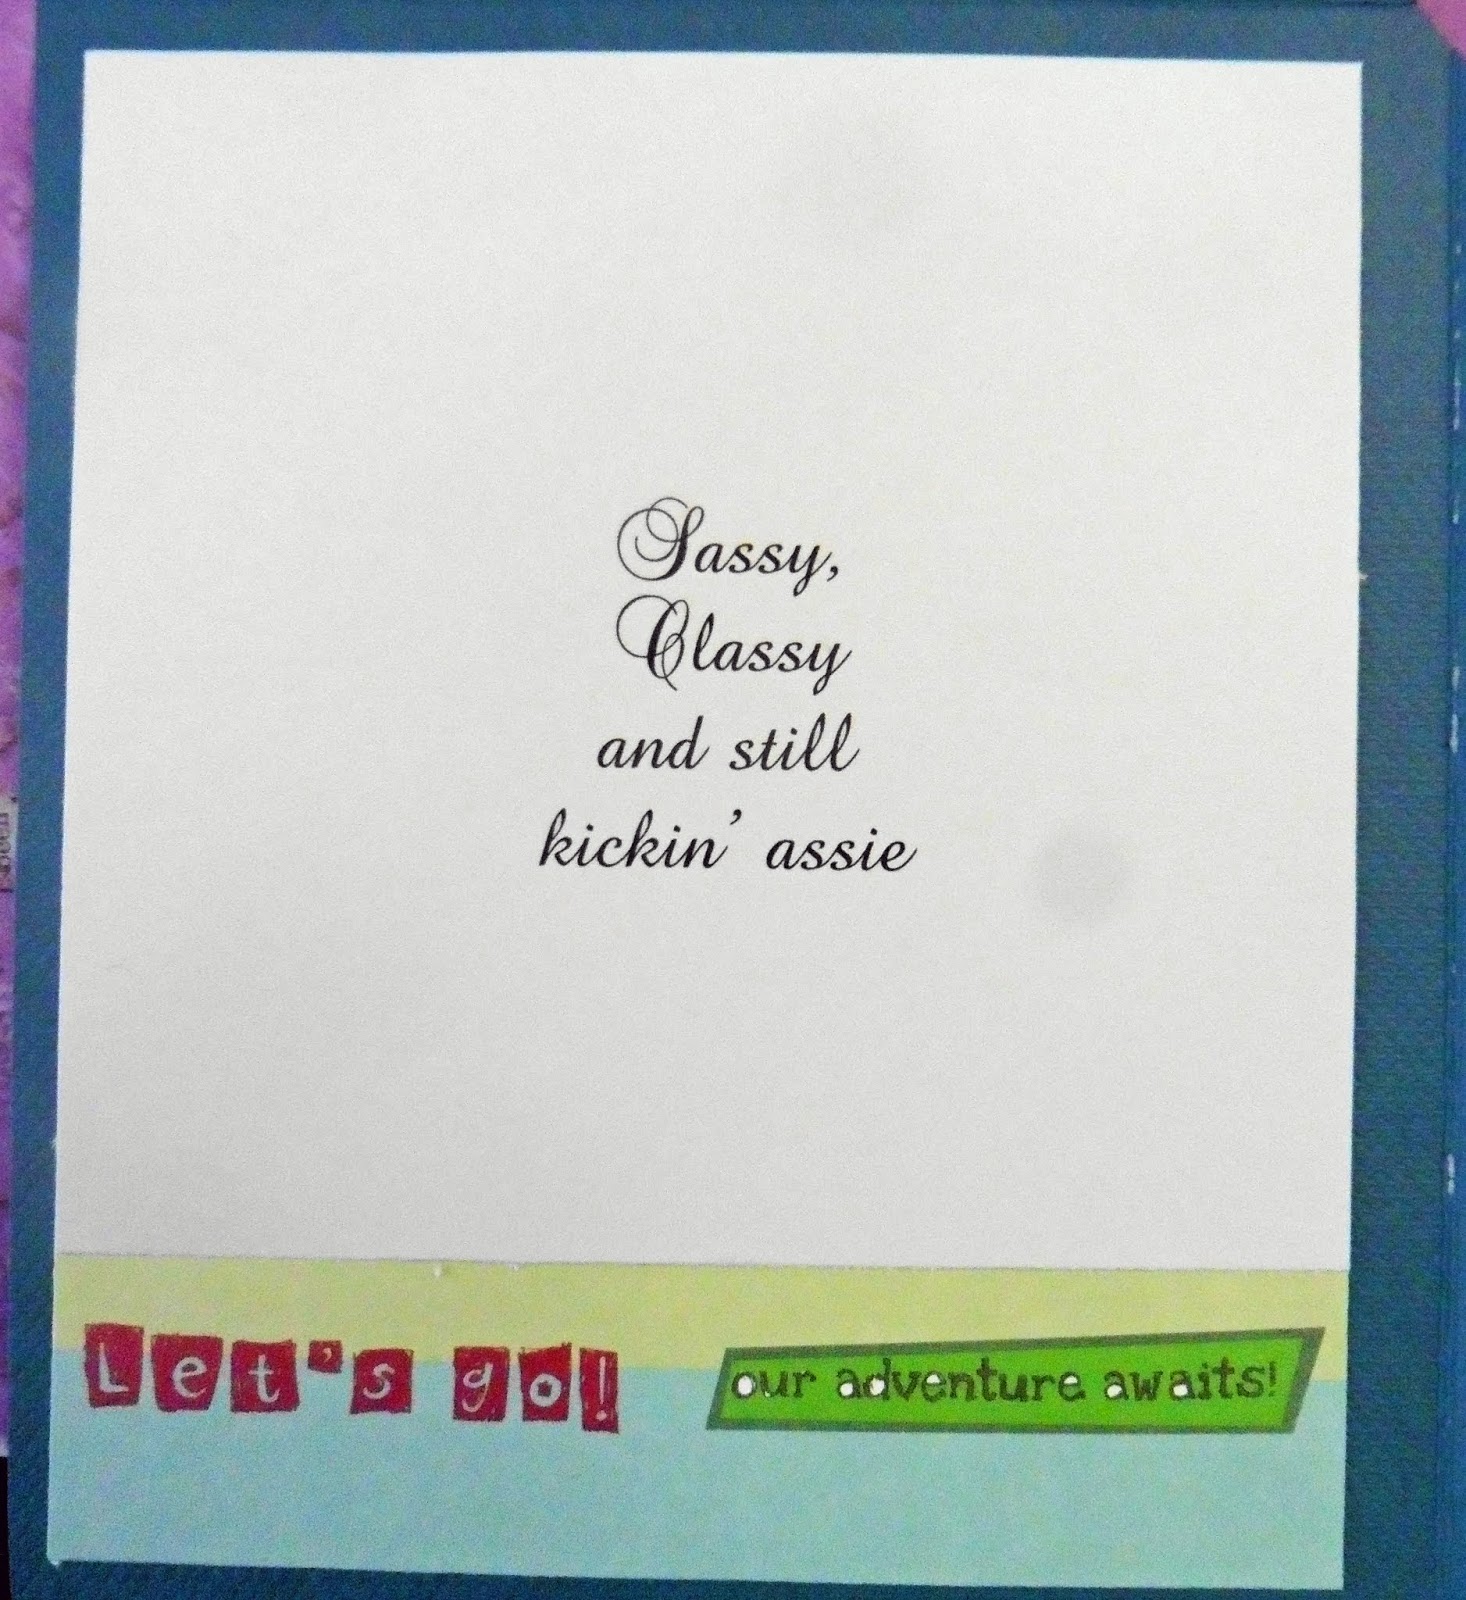 Sassy,
Classy
and still
kickin' assie
Let's go!
our adventure awaits!